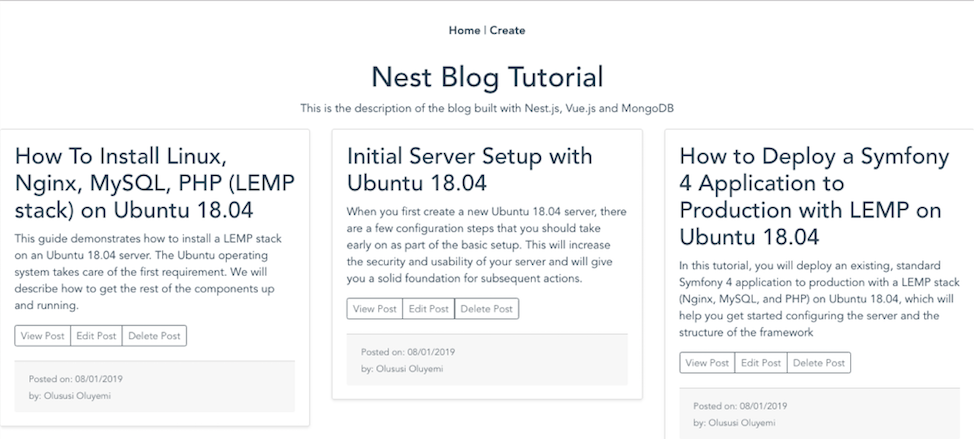 Home | Create
Nest Blog Tutorial
This is the description of the blog built with Nest.js, Vue.js and MongoDB
How To Install Linux,
Nginx, MySQL, PHP (LEMP
stack) on Ubuntu 18.04
This guide demonstrates how to install a LEMP stack
on an Ubuntu 18.04 server. The Ubuntu operating
system takes care of the first requirement. We will
describe how to get the rest of the components up
and running.
View Post Edit Post Delete Post
Posted on: 08/01/2019
by: Olususi Oluyemi
Initial Server Setup with
Ubuntu 18.04
When you first create a new Ubuntu 18.04 server, there
are a few configuration steps that you should take
early on as part of the basic setup. This will increase
the security and usability of your server and will give
you a solid foundation for subsequent actions.
View Post Edit Post Delete Post
Posted on: 08/01/2019
by: Olususi Oluyemi
How to Deploy a Symfony
4 Application to
Production with LEMP on
Ubuntu 18.04
In this tutorial, you will deploy an existing, standard
Symfony 4 application to production with a LEMP stack
(Nginx, MySQL, and PHP) on Ubuntu 18.04, which will
help you get started configuring the server and the
structure of the framework
View Post Edit Post Delete Post
Posted on: 08/01/2019
by: Olususi Oluyemi